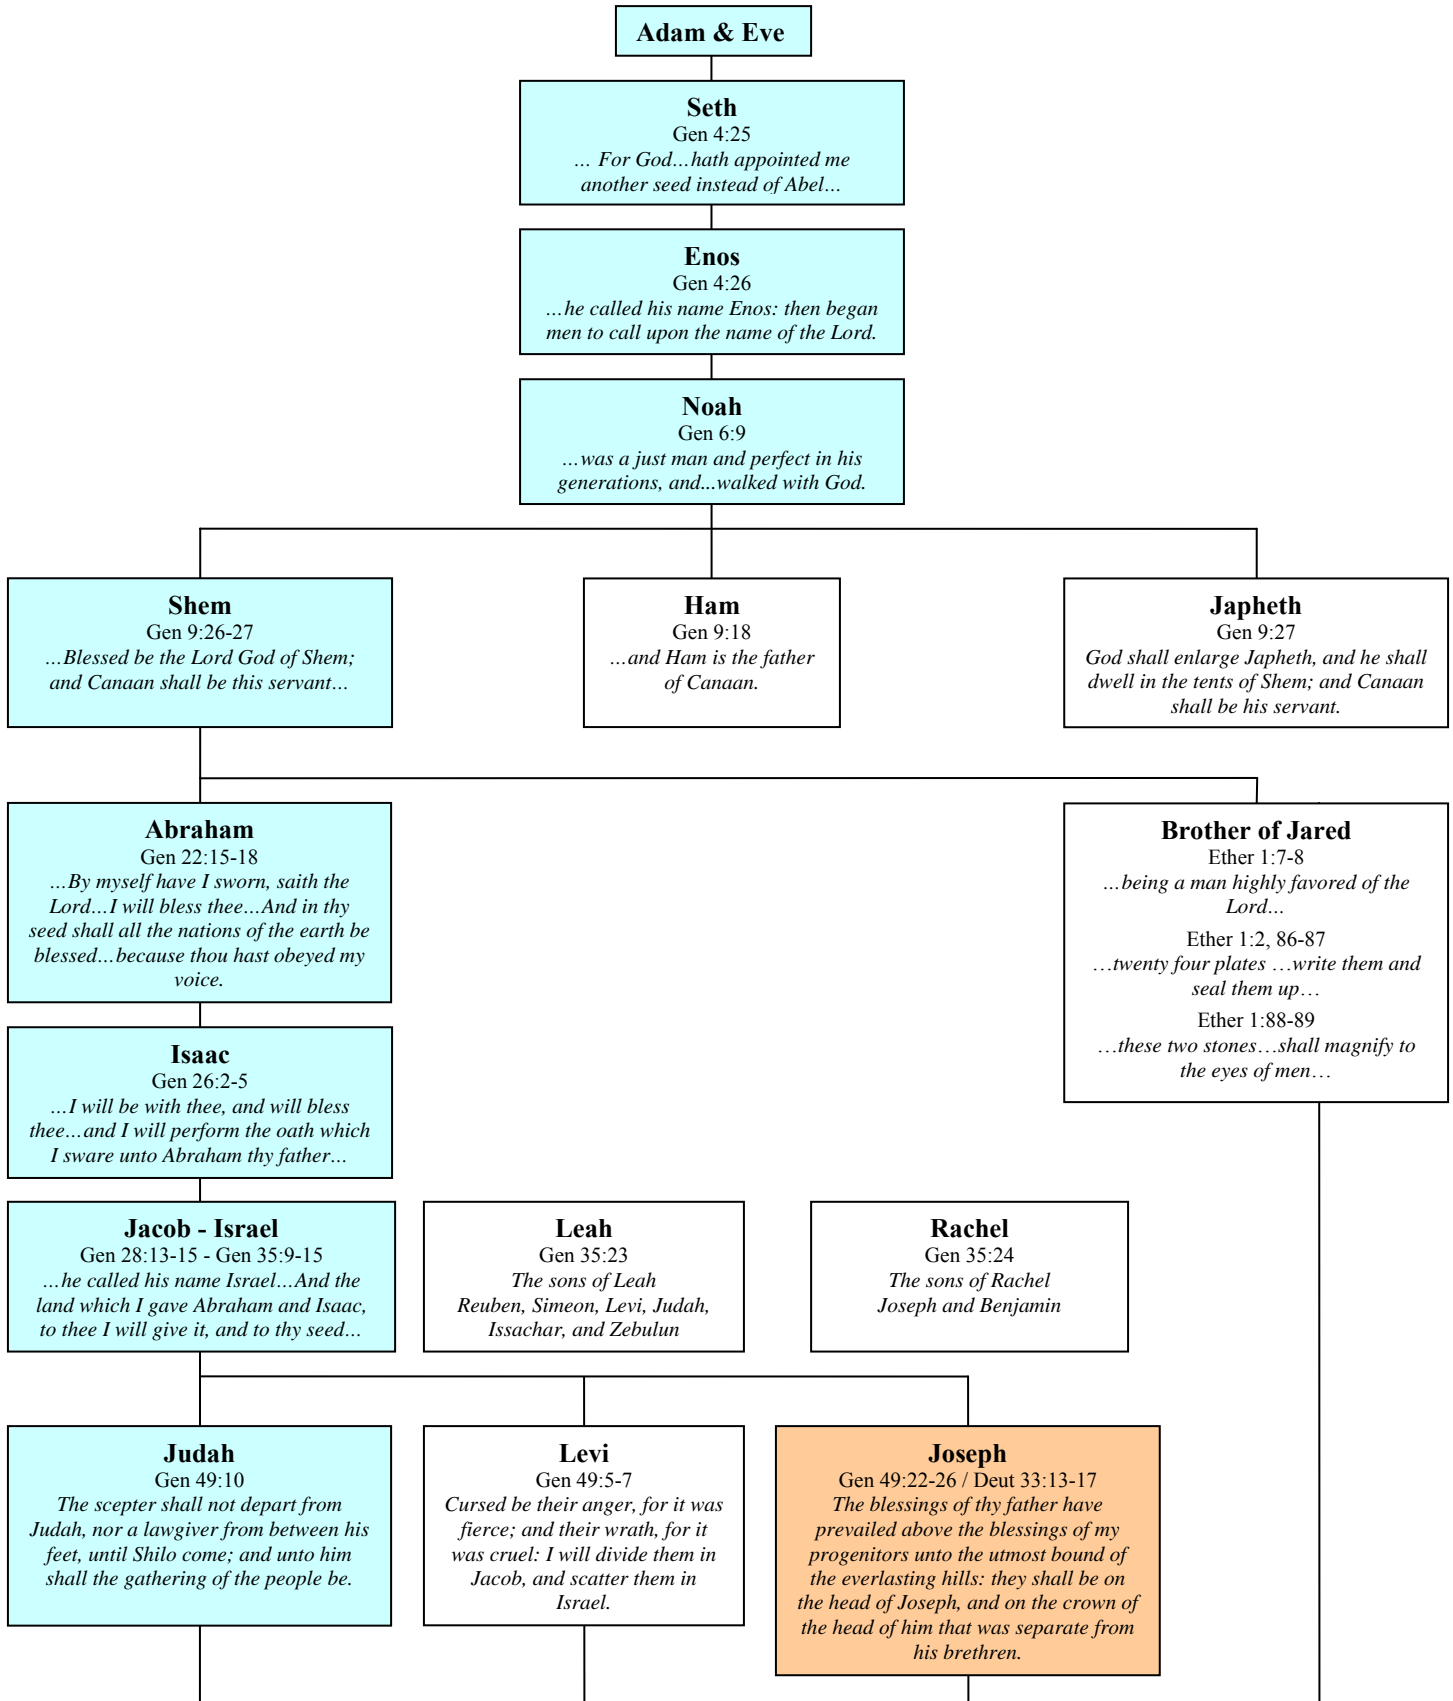 Adam & Eve
Seth
Gen 4:25
… For God…hath appointed me
another seed instead of Abel…
Enos
Gen 4:26
…he called his name Enos: then began
men to call upon the name of the Lord.
Noah
Gen 6:9
…was a just man and perfect in his
generations, and...walked with God.
Shem
Gen 9:26-27
…Blessed be the Lord God of Shem;
and Canaan shall be this servant…
Ham
Gen 9:18
…and Ham is the father
of Canaan.
Japheth
Gen 9:27
God shall enlarge Japheth, and he shall
dwell in the tents of Shem; and Canaan
shall be his servant.
Abraham
Gen 22:15-18
…By myself have I sworn, saith the
Lord…I will bless thee…And in thy
seed shall all the nations of the earth be
blessed…because thou hast obeyed my
voice.
Brother of Jared
Ether 1:7-8
…being a man highly favored of the
Lord…
Ether 1:2, 86-87
…twenty four plates …write them and
seal them up…
Ether 1:88-89
…these two stones…shall magnify to
the eyes of men…
Isaac
Gen 26:2-5
…I will be with thee, and will bless
thee…and I will perform the oath which
I sware unto Abraham thy father…
Jacob - Israel
Gen 28:13-15 - Gen 35:9-15
…he called his name Israel…And the
land which I gave Abraham and Isaac,
to thee I will give it, and to thy seed…
Leah
Gen 35:23
The sons of Leah
Reuben, Simeon, Levi, Judah,
Issachar, and Zebulun
Rachel
Gen 35:24
The sons of Rachel
Joseph and Benjamin
Judah
Gen 49:10
The scepter shall not depart from
Judah, nor a lawgiver from between his
feet, until Shilo come; and unto him
shall the gathering of the people be.
Levi
Gen 49:5-7
Cursed be their anger, for it was
fierce; and their wrath, for it
was cruel: I will divide them in
Jacob, and scatter them in
Israel.
Joseph
Gen 49:22-26 / Deut 33:13-17
The blessings of thy father have
prevailed above the blessings of my
progenitors unto the utmost bound of
the everlasting hills: they shall be on
the head of Joseph, and on the crown of
the head of him that was separate from
his brethren.